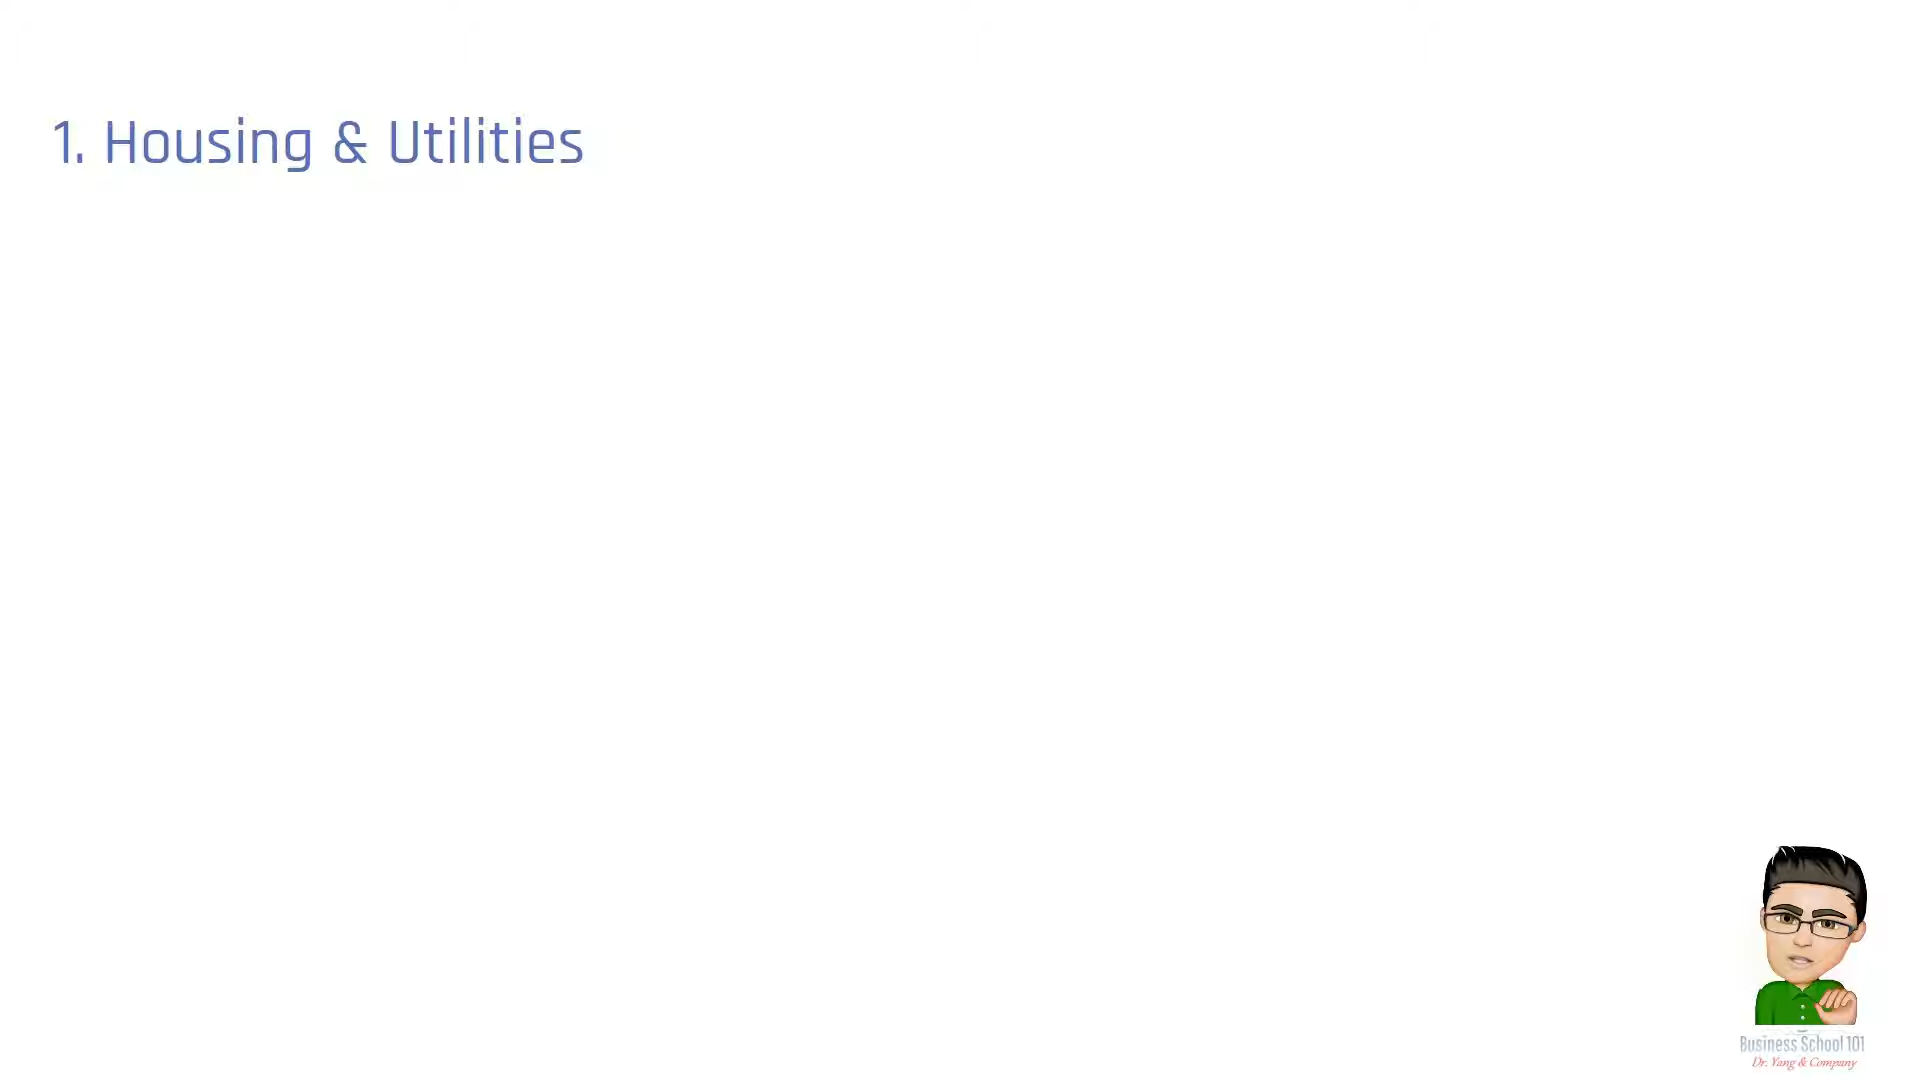 1. Housing & Utilities
Business School 101
Dr. Yang & Company